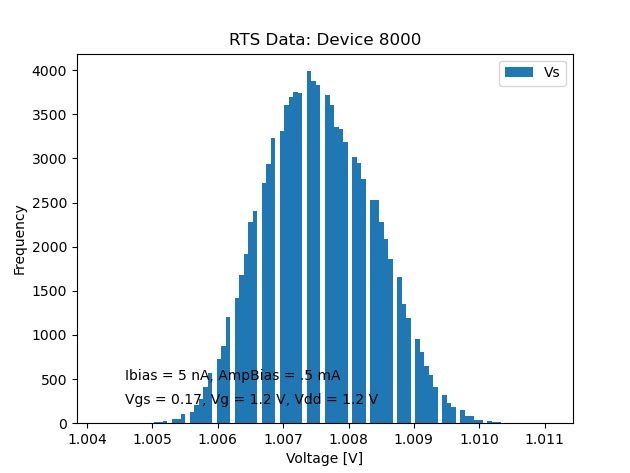 RTS Data: Device 8000
Vs
Frequency
4000
3500
3000
2500
2000
1500
1000
500
0
Ibias = 5 nA, AmpBias = .5 mA
Vgs = 0.17, Vg = 1.2 V, Vdd = 1.2 V
1.004 1.005 1.006 1.007 1.008 1.009 1.010 1.011
Voltage [V]